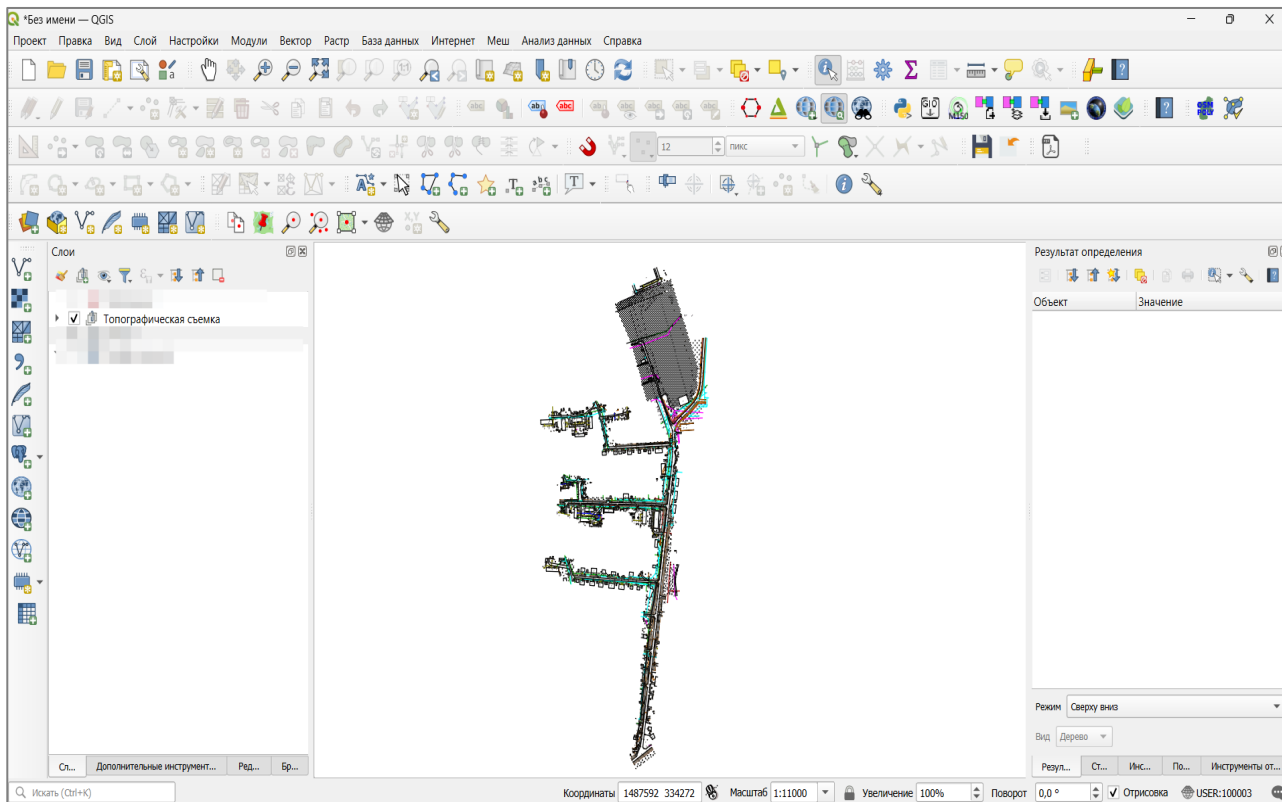 *Без имени — QGIS
Проект Правка Вид Слой Настройки Модули Вектор Растр База данных Интернет Меш Анализ данных Справка
12 пикс
Слои
Результат определения
Объект Значение
Топографическая съемка
Режим Сверху вниз
Вид Дерево
Сл... Дополнительные инструмент... Ред... Бр...
Резул... Ст... Инс... По... Инструменты от...
Искать (Ctrl+K) Координаты 1487592 334272 Масштаб 1:11000 Увеличение 100% Поворот 0,0 ° Отрисовка USER:100003